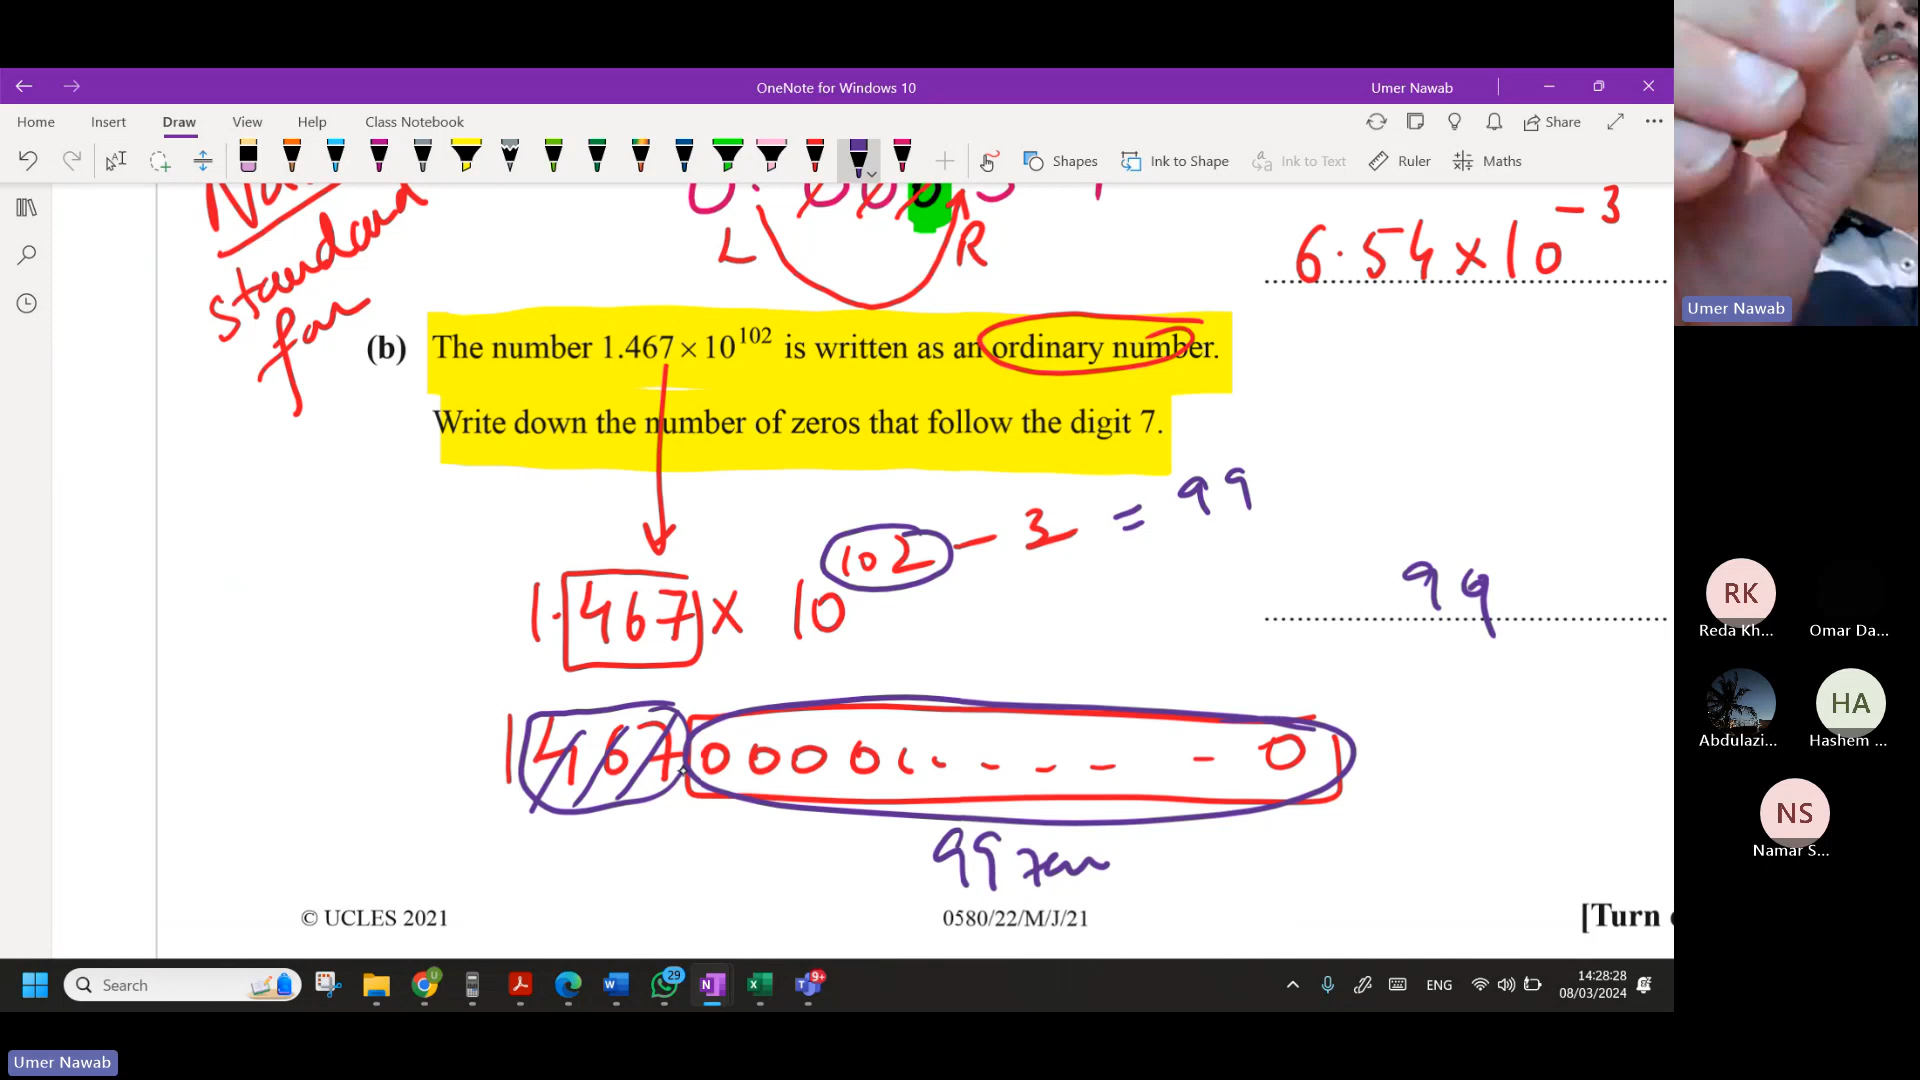 OneNote for Windows 10
Umer Nawab
Home Insert Draw View Help Class Notebook
Share
Shapes Ink to Shape Ink to Text Ruler Maths
standard
L R
6.54 × 10^-3
(b) The number 1.467 × 10^102 is written as an ordinary number.
Write down the number of zeros that follow the digit 7.
102 - 3 = 99
1.467 × 10
99
1467 0000..---- - 0
99
© UCLES 2021
0580/22/M/J/21
[Turn
Umer Nawab
RK
Reda Kh...
Omar Da...
Abdulazi...
HA
Hashem ...
NS
Namar S...
Search
U
29
9+
ENG
14:28:28
08/03/2024
Umer Nawab